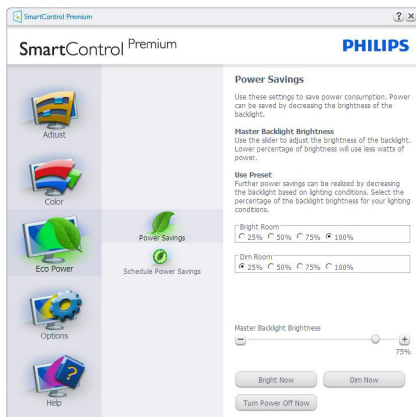 SmartControl Premium
SmartControl Premium
PHILIPS
Adjust
Color
Eco Power
Options
Help
Power Savings
Schedule Power Savings
Power Savings
Use these settings to save power consumption. Power
can be saved by decreasing the brightness of the
backlight.
Master Backlight Brightness
Use the slider to adjust the brightness of the backlight.
Lower percentage of brightness will use less watts of
power.
Use Preset
Further power savings can be realized by decreasing
the backlight based on lighting conditions. Select the
percentage of the backlight brightness for your lighting
conditions.
Bright Room
25% 50% 75% 100%
Dim Room
25% 50% 75% 100%
Master Backlight Brightness
75%
Bright Now Dim Now
Turn Power Off Now